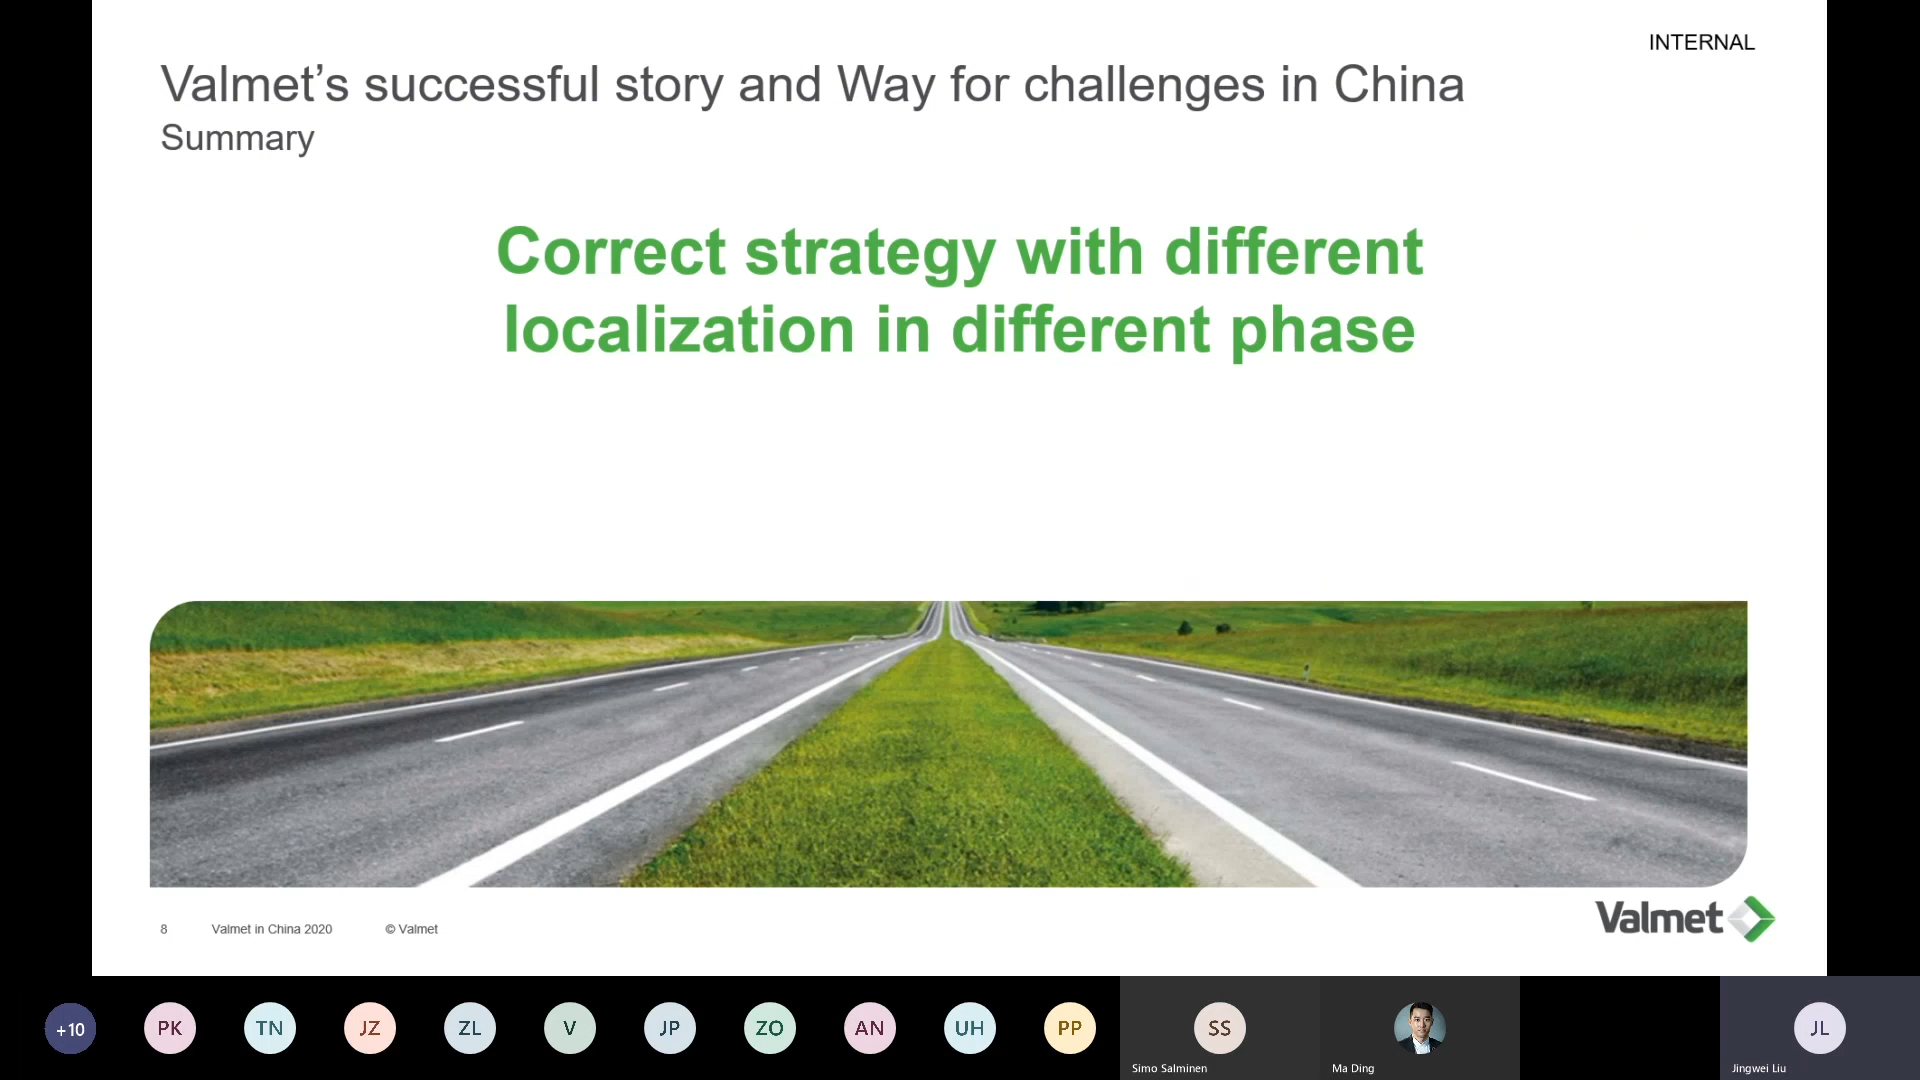 INTERNAL
Valmet’s successful story and Way for challenges in China
Summary
Correct strategy with different
localization in different phase
8 Valmet in China 2020 © Valmet
Valmet
+10 PK TN JZ ZL V JP ZO AN UH PP SS JL
Simo Salminen Ma Ding Jingwei Liu